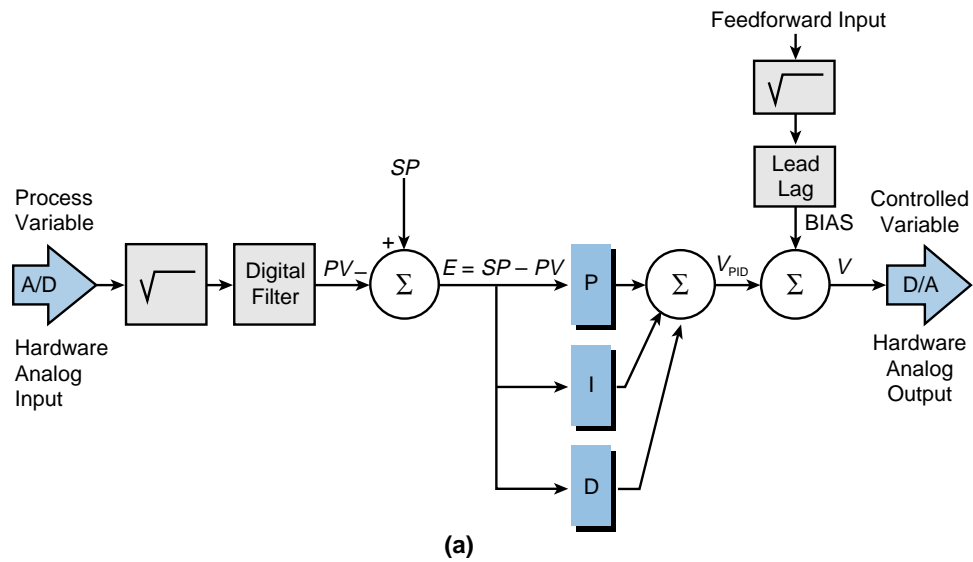 Feedforward Input
√
Lead
Lag
BIAS
Process
Variable
A/D
Hardware
Analog
Input
√
Digital
Filter
PV –
SP
+
Σ
E = SP – PV
P
I
D
Σ
VPID
Σ
V
Controlled
Variable
D/A
Hardware
Analog
Output
(a)